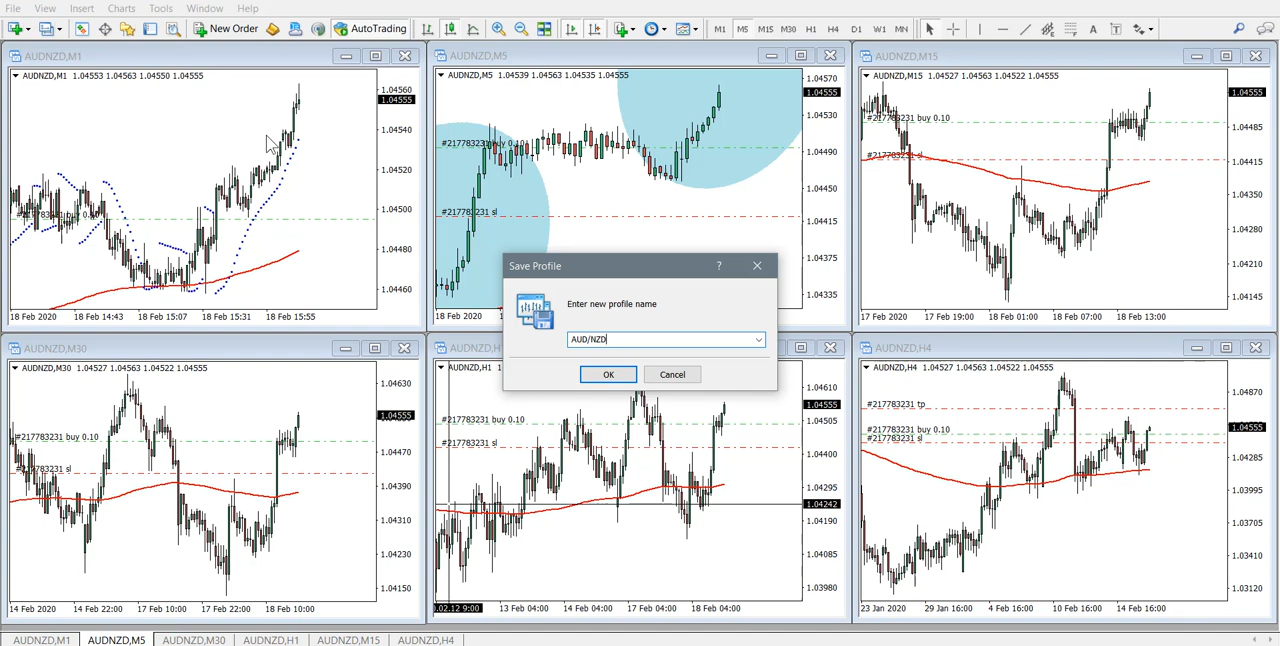 File View Insert Charts Tools Window Help
New Order AutoTrading M1 M5 M15 M30 H1 H4 D1 W1 MN
AUDNZD,M1
AUDNZD,M1 1.04553 1.04563 1.04550 1.04555
1.04560
1.04555
1.04540
1.04520
1.04500
1.04480
1.04460
18 Feb 2020 18 Feb 14:43 18 Feb 15:07 18 Feb 15:31 18 Feb 15:55
AUDNZD,M5
AUDNZD,M5 1.04539 1.04563 1.04535 1.04555
#217783231 buy 0.10
#217783231 sl
1.04570
1.04555
1.04530
1.04490
1.04450
1.04415
1.04375
1.04335
18 Feb 2020
AUDNZD,M15
AUDNZD,M15 1.04527 1.04563 1.04522 1.04555
#217783231 buy 0.10
#217783231 sl
1.04555
1.04485
1.04415
1.04350
1.04280
1.04210
1.04145
17 Feb 2020 17 Feb 19:00 18 Feb 01:00 18 Feb 07:00 18 Feb 13:00
Save Profile ?
Enter new profile name
AUD/NZD
OK Cancel
AUDNZD,M30
AUDNZD,M30 1.04527 1.04563 1.04522 1.04555
#217783231 buy 0.10
#217783231 sl
1.04630
1.04555
1.04470
1.04390
1.04310
1.04230
1.04150
14 Feb 2020 14 Feb 22:00 17 Feb 10:00 17 Feb 22:00 18 Feb 10:00
AUDNZD,H1
#217783231 buy 0.10
#217783231 sl
1.04610
1.04555
1.04505
1.04400
1.04295
1.04242
1.04190
1.04085
1.03980
.02.12 9:00 13 Feb 04:00 14 Feb 04:00 17 Feb 04:00 18 Feb 04:00
AUDNZD,H4
AUDNZD,H4 1.04527 1.04563 1.04522 1.04555
#217783231 tp
#217783231 buy 0.10
#217783231 sl
1.04870
1.04555
1.04285
1.03995
1.03705
1.03410
1.03120
23 Jan 2020 29 Jan 16:00 4 Feb 16:00 10 Feb 16:00 14 Feb 16:00
AUDNZD,M1 AUDNZD,M5 AUDNZD,M30 AUDNZD,H1 AUDNZD,M15 AUDNZD,H4